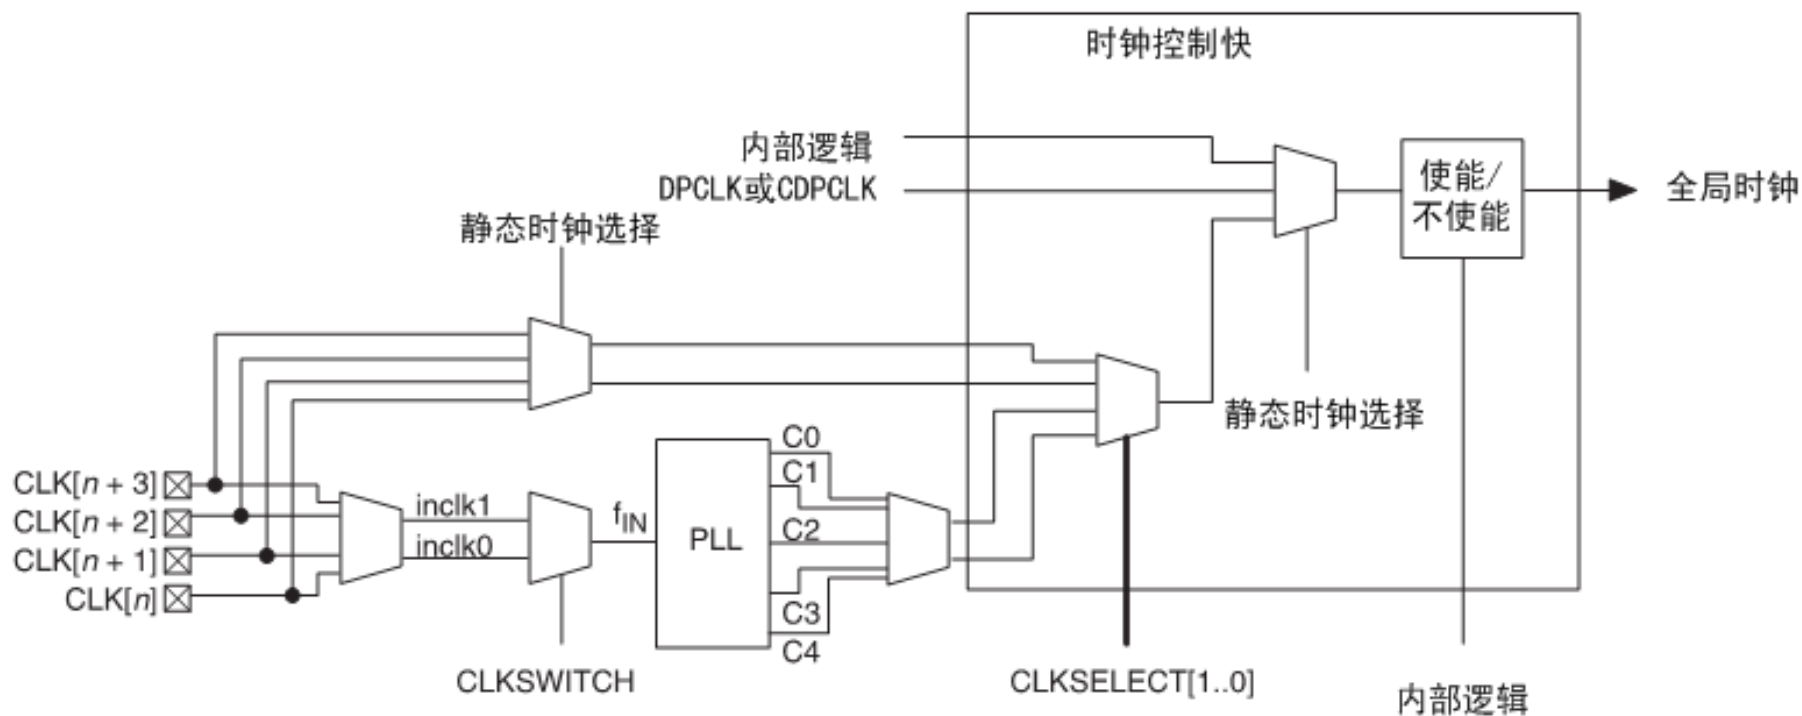 时钟控制快
内部逻辑
DPCLK或CDPCLK
使能/
不使能
全局时钟
静态时钟选择
静态时钟选择
CLK[n + 3]
CLK[n + 2]
CLK[n + 1]
CLK[n]
inclk1
inclk0
fIN
PLL
C0
C1
C2
C3
C4
CLKSWITCH
CLKSELECT[1..0]
内部逻辑